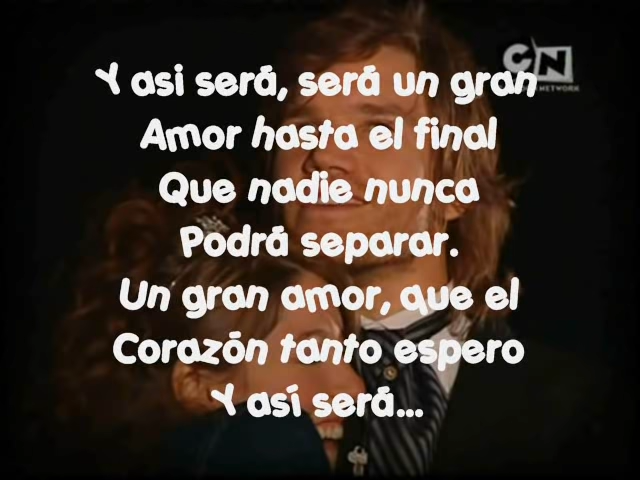 CN
NETWORK
Y asi será, será un gran
Amor hasta el final
Que nadie nunca
Podrá separar.
Un gran amor, que el
Corazón tanto espero
Y así será...